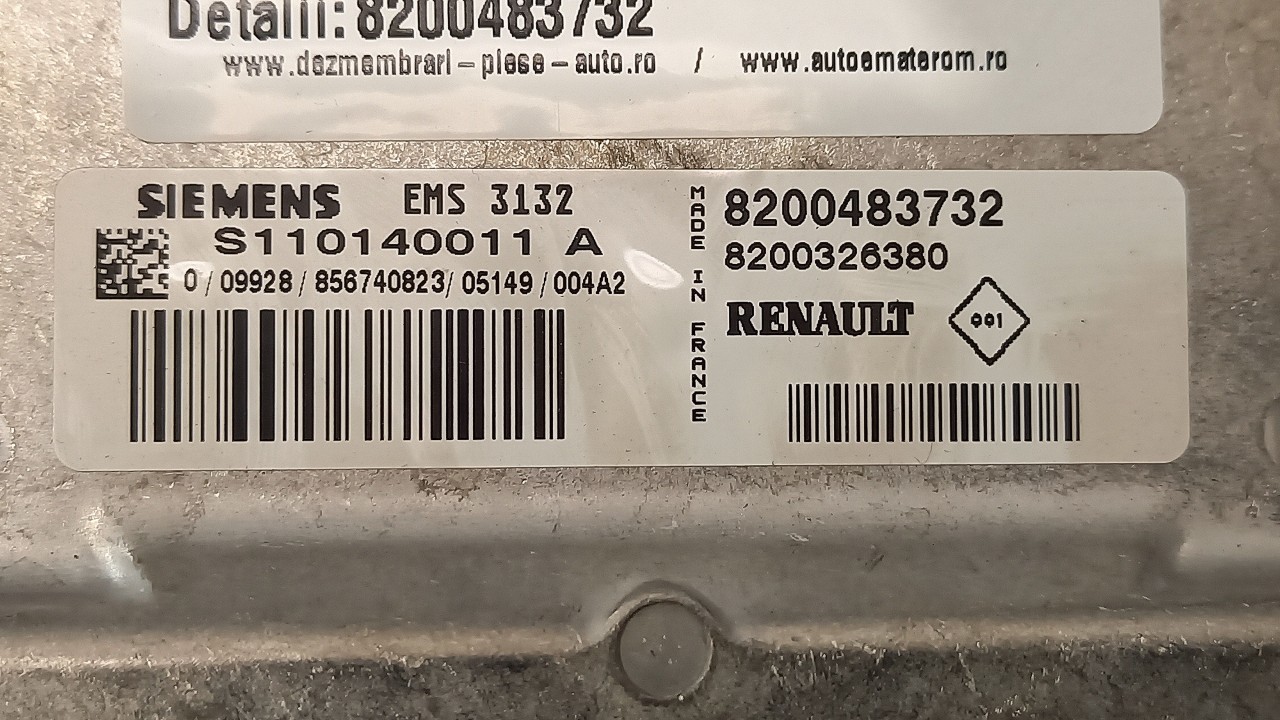 Detalii: 8200483732
www.dezmembrari-piese-auto.ro / www.autoematerom.ro
SIEMENS EMS 3132
S110140011 A
0/09928/856740823/05149/004A2
MADE IN FRANCE
8200483732
8200326380
RENAULT
001